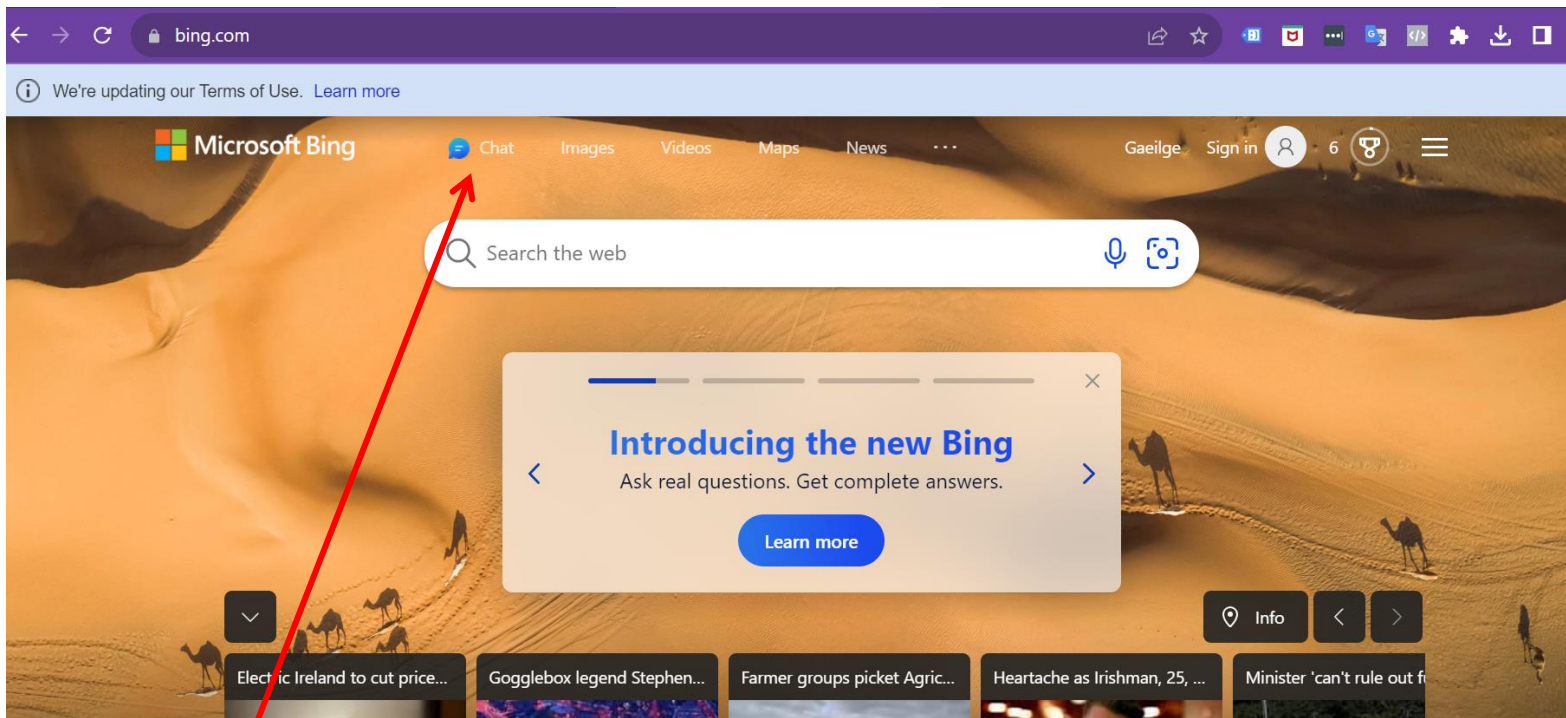 bing.com
We're updating our Terms of Use. Learn more
Microsoft Bing Chat Images Videos Maps News ... Gaeilge Sign in 6
Search the web
Introducing the new Bing
Ask real questions. Get complete answers.
Learn more
Info
Electric Ireland to cut price... Gogglebox legend Stephen... Farmer groups picket Agric... Heartache as Irishman, 25, ... Minister 'can't rule out